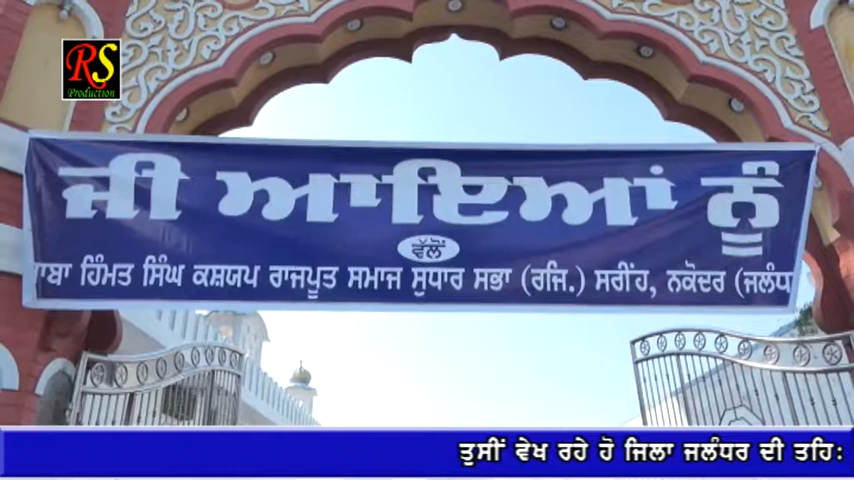 RS
Production
ਜੀ ਆਇਆਂ ਨੂੰ
ਵੱਲੋਂ
ਬਾਬਾ ਹਿੰਮਤ ਸਿੰਘ ਕਸ਼ਯਪ ਰਾਜਪੂਤ ਸਮਾਜ ਸੁਧਾਰ ਸਭਾ (ਰਜਿ.) ਸਰੀਂਹ, ਨਕੋਦਰ (ਜਲੰਧ
ਤੁਸੀਂ ਵੇਖ ਰਹੇ ਹੋ ਜਿਲਾ ਜਲੰਧਰ ਦੀ ਤਹਿ: